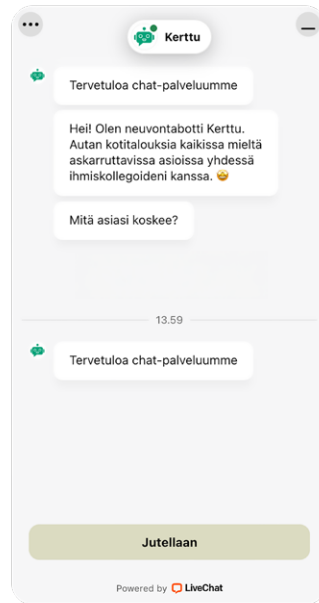 Kerttu
Tervetuloa chat-palveluumme
Hei! Olen neuvontabotti Kerttu.
Autan kotitalouksia kaikissa mieltä
askarruttavissa asioissa yhdessä
ihmiskollegoideni kanssa. 🤩
Mitä asiasi koskee?
13.59
Tervetuloa chat-palveluumme
Jutellaan
Powered by LiveChat